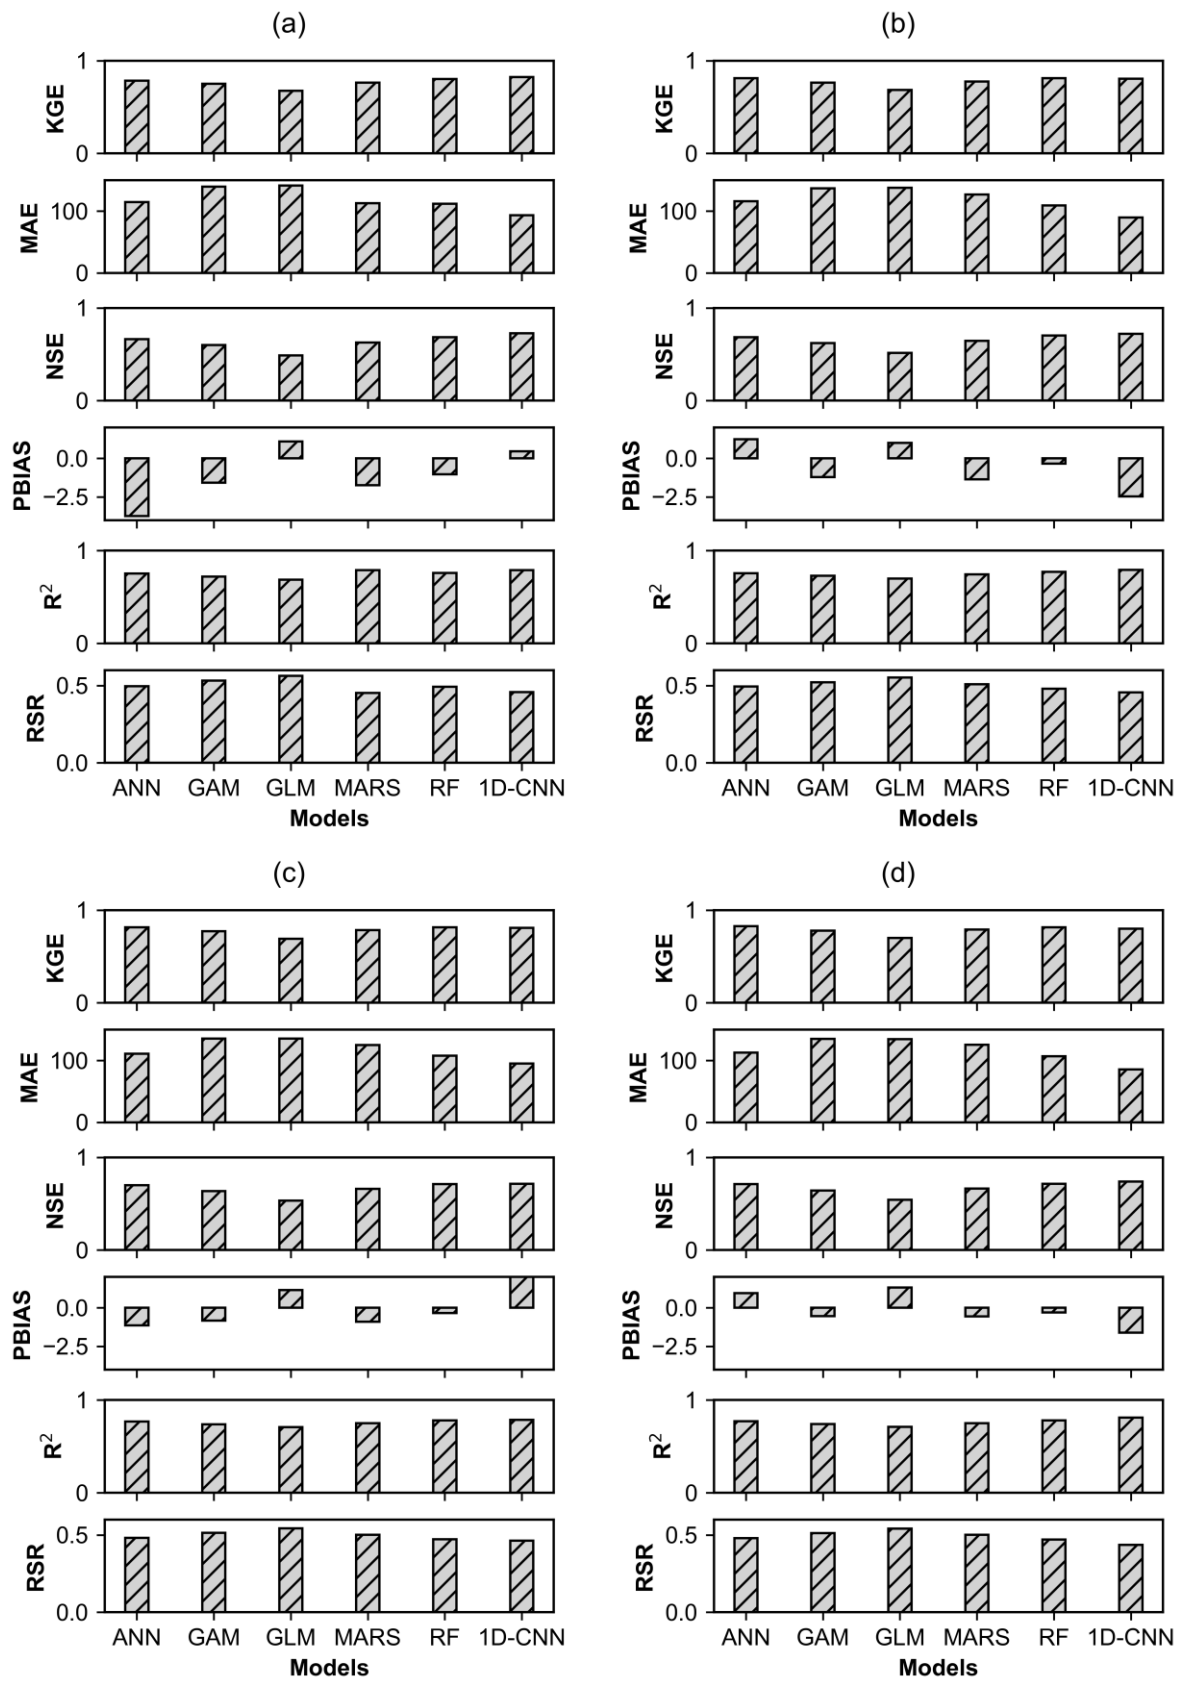 (a)
KGE
1
0
MAE
100
0
NSE
1
0
PBIAS
0.0
−2.5
R²
1
0
RSR
0.5
0.0
ANN GAM GLM MARS RF 1D-CNN
Models
(b)
KGE
1
0
MAE
100
0
NSE
1
0
PBIAS
0.0
−2.5
R²
1
0
RSR
0.5
0.0
ANN GAM GLM MARS RF 1D-CNN
Models
(c)
KGE
1
0
MAE
100
0
NSE
1
0
PBIAS
0.0
−2.5
R²
1
0
RSR
0.5
0.0
ANN GAM GLM MARS RF 1D-CNN
Models
(d)
KGE
1
0
MAE
100
0
NSE
1
0
PBIAS
0.0
−2.5
R²
1
0
RSR
0.5
0.0
ANN GAM GLM MARS RF 1D-CNN
Models